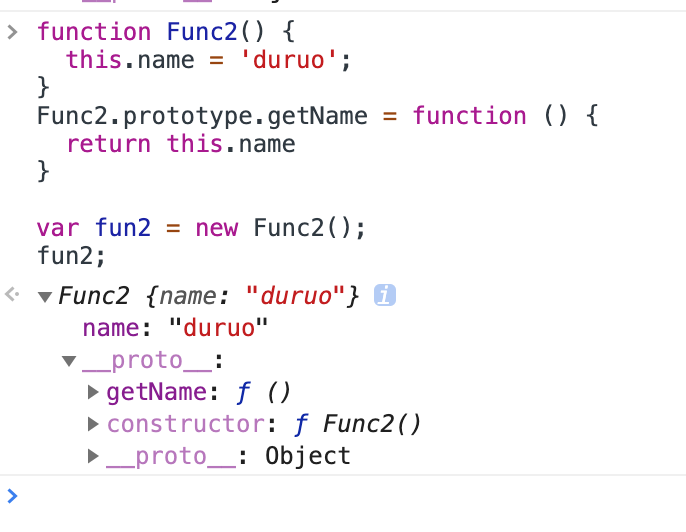 function Func2() {
this.name = 'duruo';
}
Func2.prototype.getName = function () {
return this.name
}
var fun2 = new Func2();
fun2;
Func2 {name: "duruo"} i
name: "duruo"
__proto__:
getName: ƒ ()
constructor: ƒ Func2()
__proto__: Object